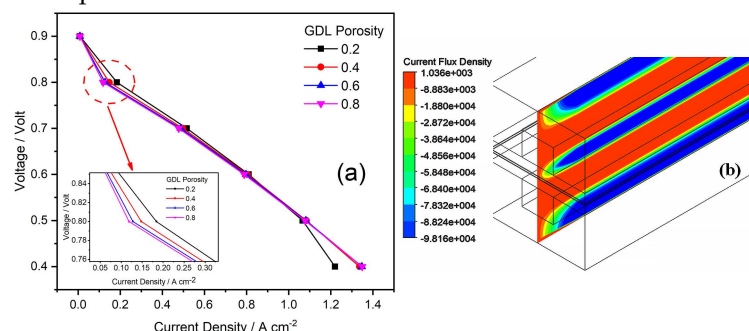 0.9
0.8
0.7
0.6
0.5
0.4
Voltage / Volt
GDL Porosity
0.2
0.4
0.6
0.8
(a)
0.84
0.82
0.80
0.78
0.76
Voltage / Volt
GDL Porosity
0.2
0.4
0.6
0.8
0.05 0.10 0.15 0.20 0.25 0.30
Current Density / A cm-2
0.0 0.2 0.4 0.6 0.8 1.0 1.2 1.4
Current Density / A cm-2
Current Flux Density
1.036e+003
-8.883e+003
-1.880e+004
-2.872e+004
-3.864e+004
-4.856e+004
-5.848e+004
-6.840e+004
-7.832e+004
-8.824e+004
-9.816e+004
(b)